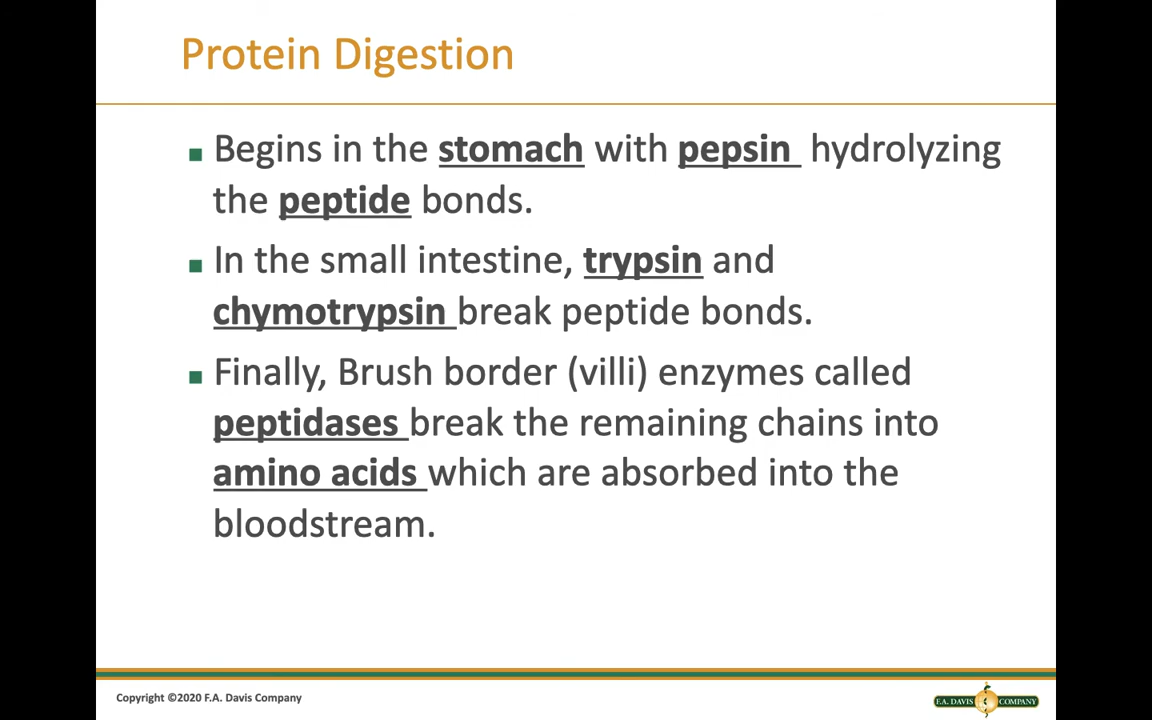 Protein Digestion
Begins in the stomach with pepsin hydrolyzing
the peptide bonds.
In the small intestine, trypsin and
chymotrypsin break peptide bonds.
Finally, Brush border (villi) enzymes called
peptidases break the remaining chains into
amino acids which are absorbed into the
bloodstream.
Copyright ©2020 F.A. Davis Company
F.A. DAVIS COMPANY